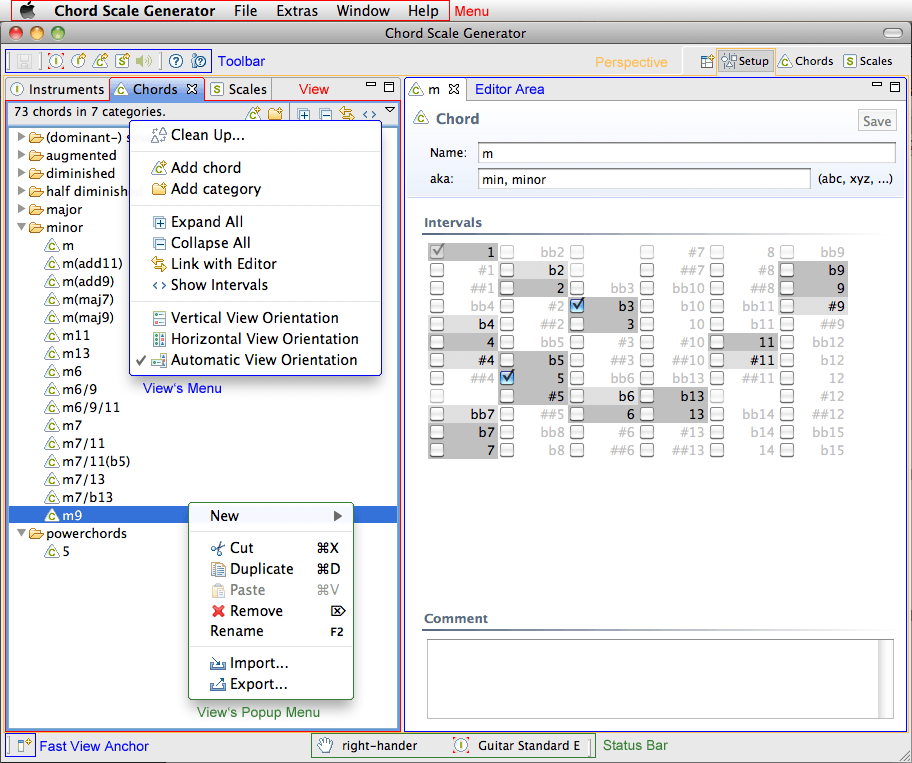 Chord Scale Generator File Extras Window Help Menu
Chord Scale Generator
Toolbar Perspective Setup Chords Scales
Instruments Chords Scales View
73 chords in 7 categories.
(dominant-) s
augmented
diminished
half diminish
major
minor
m
m(add11)
m(add9)
m(maj7)
m(maj9)
m11
m13
m6
m6/9
m6/9/11
m7
m7/11
m7/11(b5)
m7/13
m7/b13
m9
powerchords
5
Clean Up...
Add chord
Add category
Expand All
Collapse All
Link with Editor
Show Intervals
Vertical View Orientation
Horizontal View Orientation
Automatic View Orientation
View's Menu
New
Cut ⌘X
Duplicate ⌘D
Paste ⌘V
Remove ⌦
Rename F2
Import...
Export...
View's Popup Menu
m Editor Area
Chord Save
Name: m
aka: min, minor (abc, xyz, ...)
Intervals
1 bb2 #7 8 bb9
#1 b2 ##7 #8 b9
##1 2 bb3 bb10 ##8 9
bb4 #2 b3 b10 bb11 #9
b4 ##2 3 10 b11 ##9
4 bb5 #3 #10 11 bb12
#4 b5 ##3 ##10 #11 b12
##4 5 bb6 bb13 ##11 12
#5 b6 b13 #12
bb7 ##5 6 13 bb14 ##12
b7 bb8 #6 #13 b14 bb15
7 b8 ##6 ##13 14 b15
Comment
Fast View Anchor right-hander Guitar Standard E Status Bar